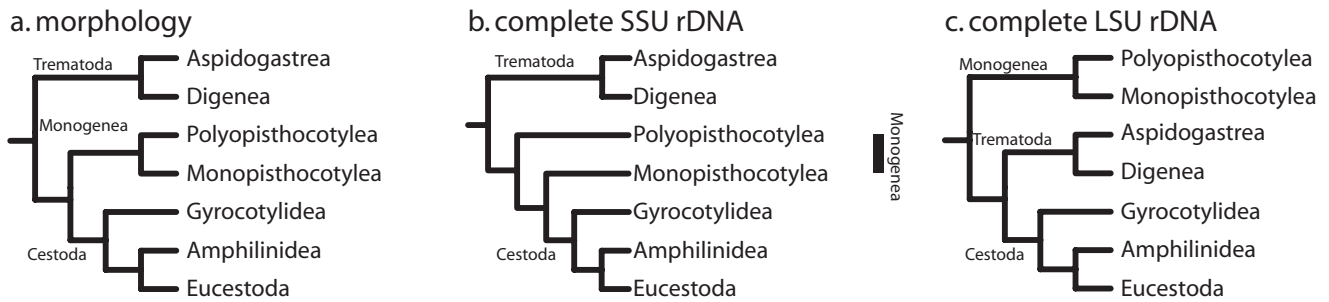 a. morphology
Trematoda
Aspidogastrea
Digenea
Monogenea
Polyopisthocotylea
Monopisthocotylea
Gyrocotylidea
Cestoda
Amphilinidea
Eucestoda
b. complete SSU rDNA
Trematoda
Aspidogastrea
Digenea
Polyopisthocotylea
Monopisthocotylea
Monogenea
Gyrocotylidea
Cestoda
Amphilinidea
Eucestoda
c. complete LSU rDNA
Monogenea
Polyopisthocotylea
Monopisthocotylea
Trematoda
Aspidogastrea
Digenea
Gyrocotylidea
Cestoda
Amphilinidea
Eucestoda